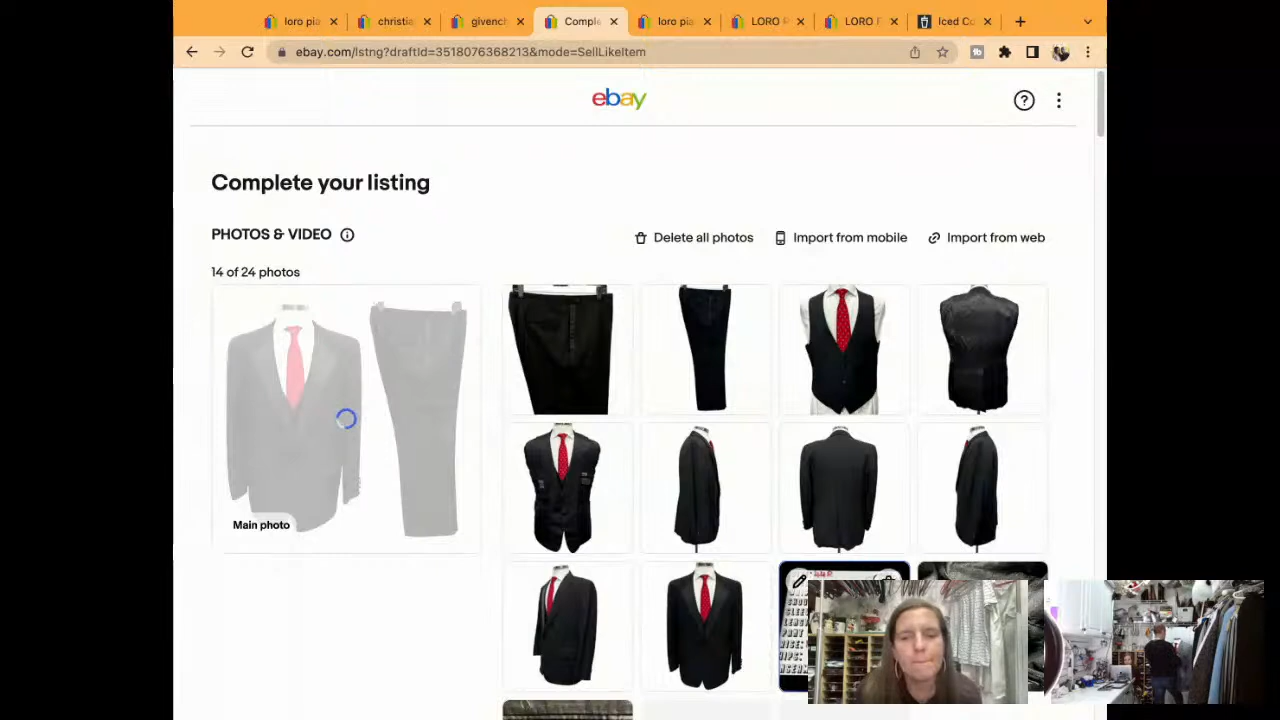 loro pia
christia
givench
Comple
loro pia
LORO P
LORO F
Iced Co
ebay.com/lstng?draftId=3518076368213&mode=SellLikeItem
ebay
Complete your listing
PHOTOS & VIDEO
Delete all photos
Import from mobile
Import from web
14 of 24 photos
Main photo